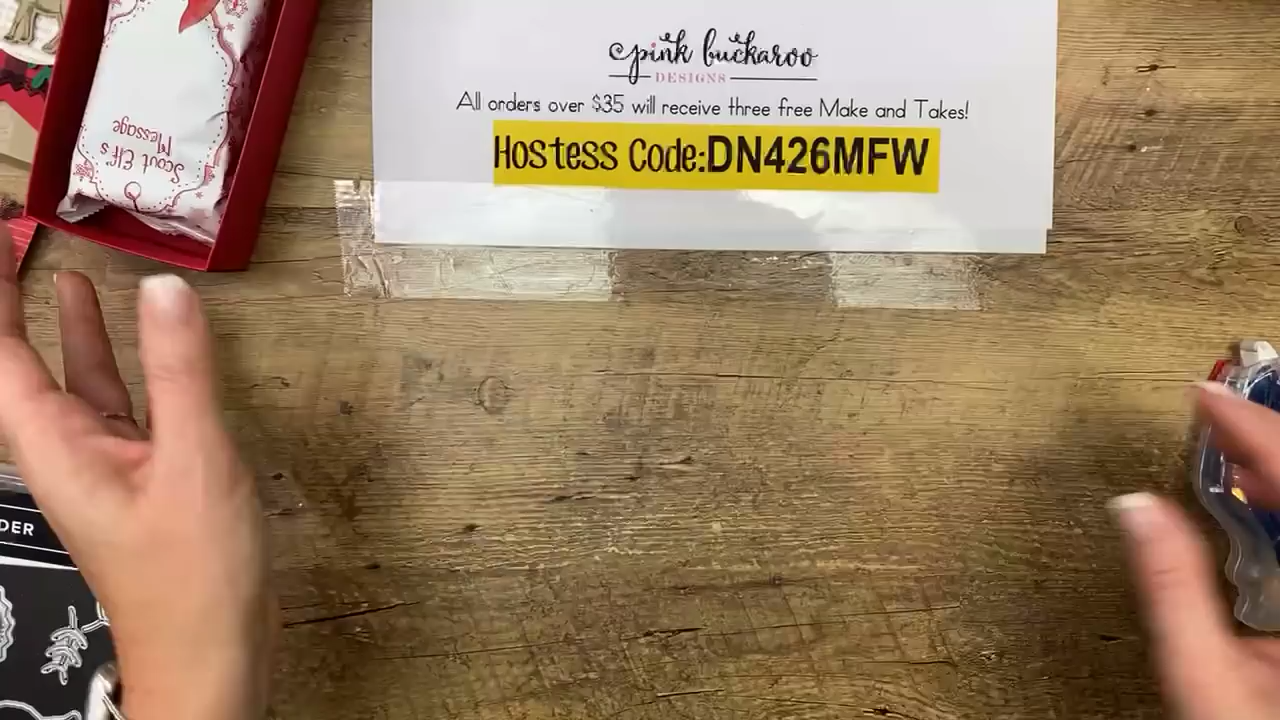 pink buckaroo
DESIGNS
All orders over $35 will receive three free Make and Takes!
Hostess Code:DN426MFW
Scout Elf's
Message
DER